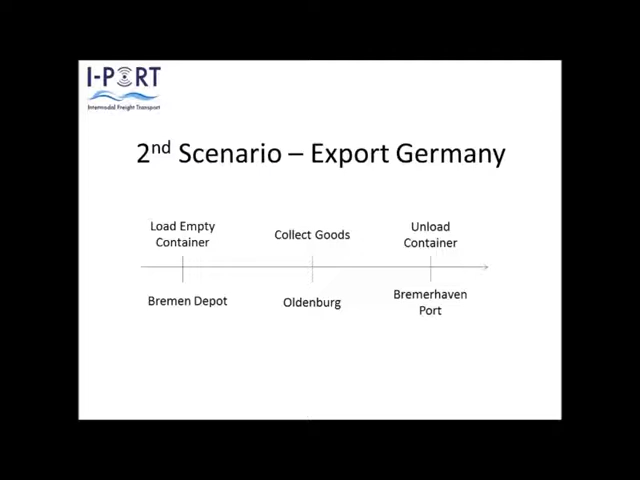 I-PORT
Intermodal Freight Transport
2nd Scenario – Export Germany
Load Empty
Container
Collect Goods
Unload
Container
Bremen Depot
Oldenburg
Bremerhaven
Port